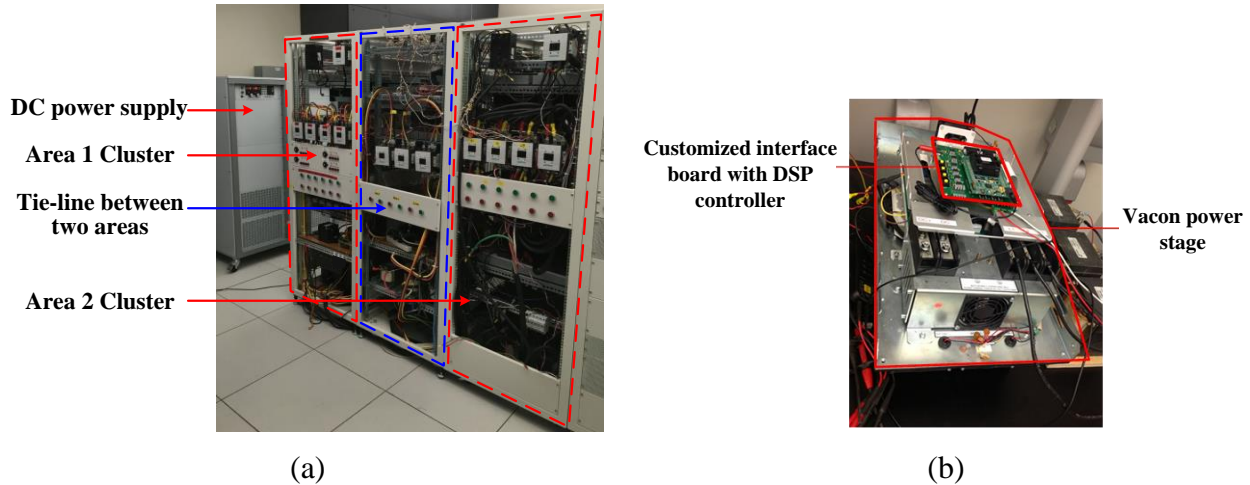 DC power supply
Area 1 Cluster
Tie-line between
two areas
Area 2 Cluster
(a)
Customized interface
board with DSP
controller
Vacon power
stage
(b)